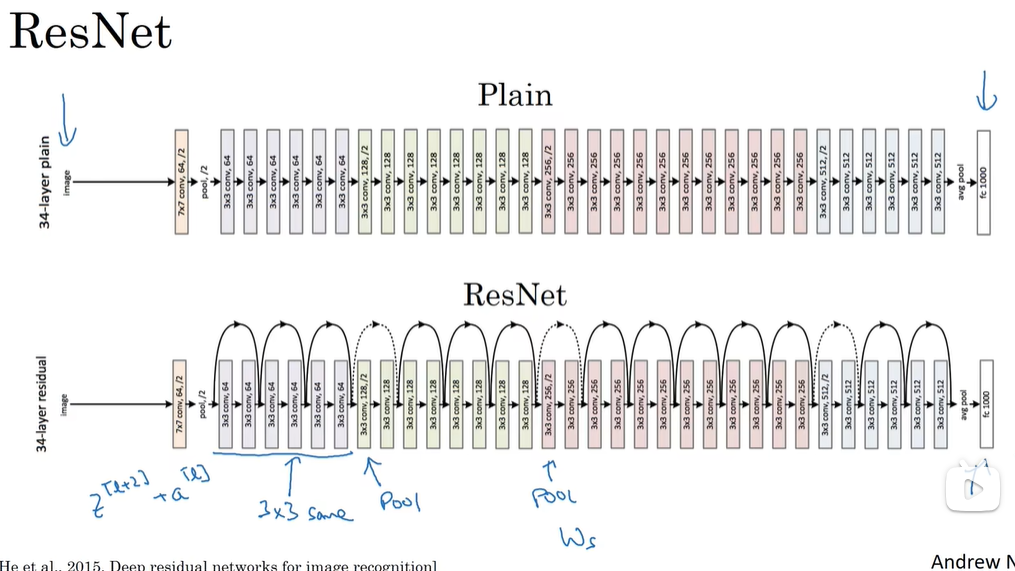 ResNet
Plain
34-layer plain
image
7x7 conv, 64, /2
pool, /2
3x3 conv, 64
3x3 conv, 64
3x3 conv, 64
3x3 conv, 64
3x3 conv, 64
3x3 conv, 64
3x3 conv, 128, /2
3x3 conv, 128
3x3 conv, 128
3x3 conv, 128
3x3 conv, 128
3x3 conv, 128
3x3 conv, 128
3x3 conv, 128
3x3 conv, 256, /2
3x3 conv, 256
3x3 conv, 256
3x3 conv, 256
3x3 conv, 256
3x3 conv, 256
3x3 conv, 256
3x3 conv, 256
3x3 conv, 256
3x3 conv, 256
3x3 conv, 256
3x3 conv, 256
3x3 conv, 512, /2
3x3 conv, 512
3x3 conv, 512
3x3 conv, 512
3x3 conv, 512
3x3 conv, 512
avg pool
fc 1000
ResNet
34-layer residual
image
7x7 conv, 64, /2
pool, /2
3x3 conv, 64
3x3 conv, 64
3x3 conv, 64
3x3 conv, 64
3x3 conv, 64
3x3 conv, 64
3x3 conv, 128, /2
3x3 conv, 128
3x3 conv, 128
3x3 conv, 128
3x3 conv, 128
3x3 conv, 128
3x3 conv, 128
3x3 conv, 128
3x3 conv, 256, /2
3x3 conv, 256
3x3 conv, 256
3x3 conv, 256
3x3 conv, 256
3x3 conv, 256
3x3 conv, 256
3x3 conv, 256
3x3 conv, 256
3x3 conv, 256
3x3 conv, 256
3x3 conv, 256
3x3 conv, 512, /2
3x3 conv, 512
3x3 conv, 512
3x3 conv, 512
3x3 conv, 512
3x3 conv, 512
avg pool
fc 1000
z[l+2] + a[l]
3x3 same
Pool
Pool
Ws
He et al., 2015. Deep residual networks for image recognition]
Andrew N